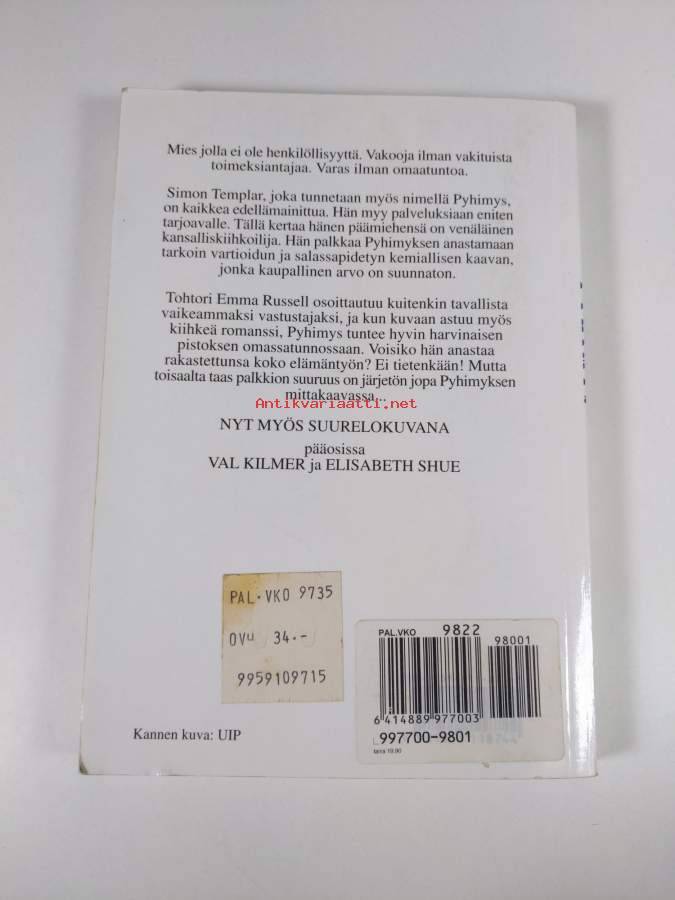 Mies jolla ei ole henkilöllisyyttä. Vakooja ilman vakituista
toimeksiantajaa. Varas ilman omaatuntoa.
Simon Templar, joka tunnetaan myös nimellä Pyhimys,
on kaikkea edellämainittua. Hän myy palveluksiaan eniten
tarjoavalle. Tällä kertaa hänen päämiehensä on venäläinen
kansalliskiihkoilija. Hän palkkaa Pyhimyksen anastamaan
tarkoin vartioidun ja salassapidetyn kemiallisen kaavan,
jonka kaupallinen arvo on suunnaton.
Tohtori Emma Russell osoittautuu kuitenkin tavallista
vaikeammaksi vastustajaksi, ja kun kuvaan astuu myös
kiihkeä romanssi, Pyhimys tuntee hyvin harvinaisen
pistoksen omassatunnossaan. Voisiko hän anastaa
rakastettunsa koko elämäntyön? Ei tietenkään! Mutta
toisaalta taas palkkion suuruus on järjetön jopa Pyhimyksen
mittakaavassa...
Antikvariaatti.net
NYT MYÖS SUURELOKUVANA
pääosissa
VAL KILMER ja ELISABETH SHUE
PAL.VKO 9735
OVU 34.-
9959109715
PAL.VKO 9822
98001
6 414889 977003
997700-9801
tarra 19.90
Kannen kuva: UIP